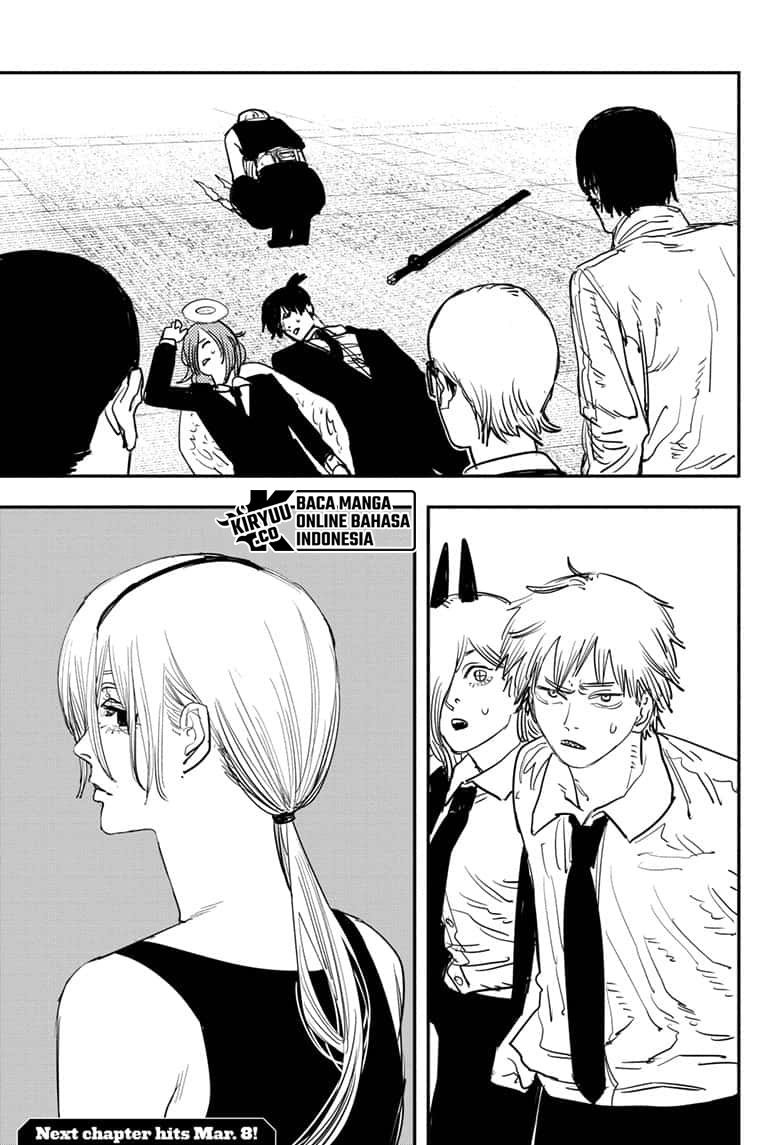 KIRYUU
.CO
BACA MANGA
ONLINE BAHASA
INDONESIA
Next chapter hits Mar. 8!